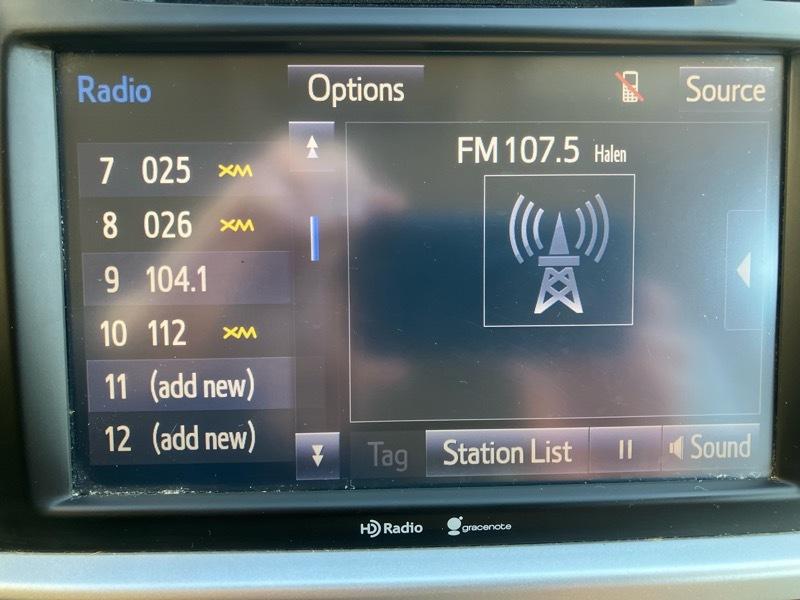 Radio
Options
Source
7 025 XM
8 026 XM
9 104.1
10 112 XM
11 (add new)
12 (add new)
FM 107.5 Halen
Tag
Station List
Sound
HD Radio
gracenote